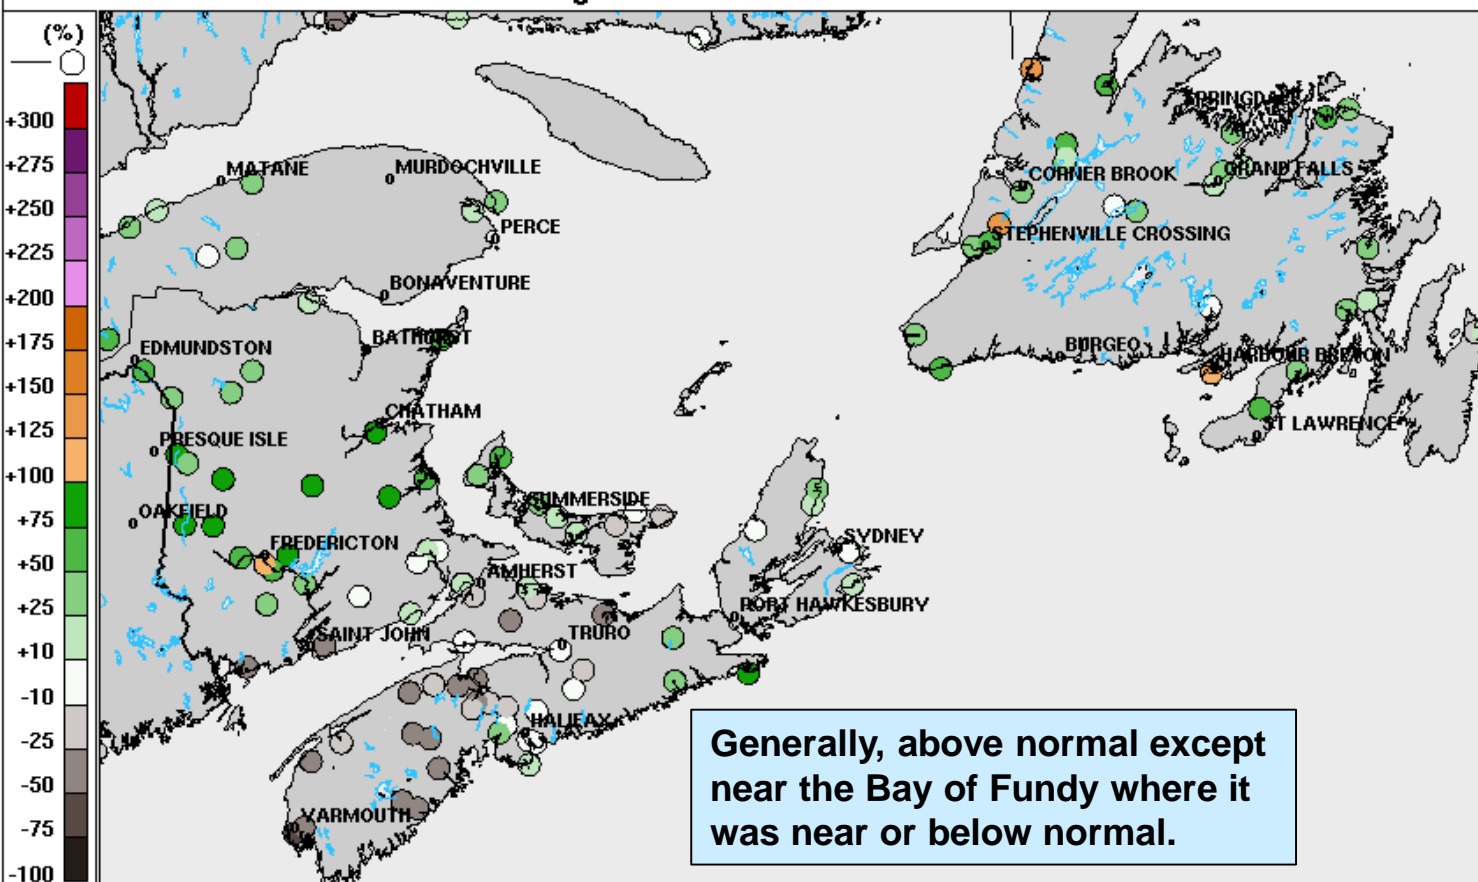 (%)
+300
+275
+250
+225
+200
+175
+150
+125
+100
+75
+50
+25
+10
-10
-25
-50
-75
-100
SPRINGDALE
MATANE
MURDOCHVILLE
CORNER BROOK
GRAND FALLS
PERCE
STEPHENVILLE CROSSING
BONAVENTURE
BATHURST
BURGEO
EDMUNDSTON
HARBOUR BRETON
CHATHAM
ST LAWRENCE
PRESQUE ISLE
SUMMERSIDE
OAKFIELD
FREDERICTON
SYDNEY
AMHERST
PORT HAWKESBURY
SAINT JOHN
TRURO
HALIFAX
YARMOUTH
Generally, above normal except
near the Bay of Fundy where it
was near or below normal.